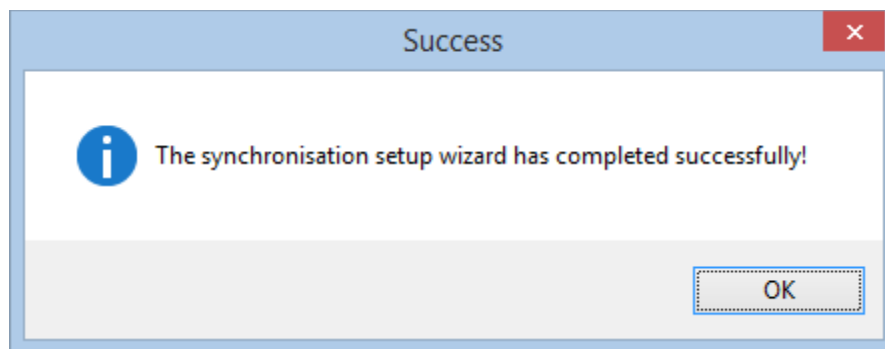 Success
The synchronisation setup wizard has completed successfully!
OK